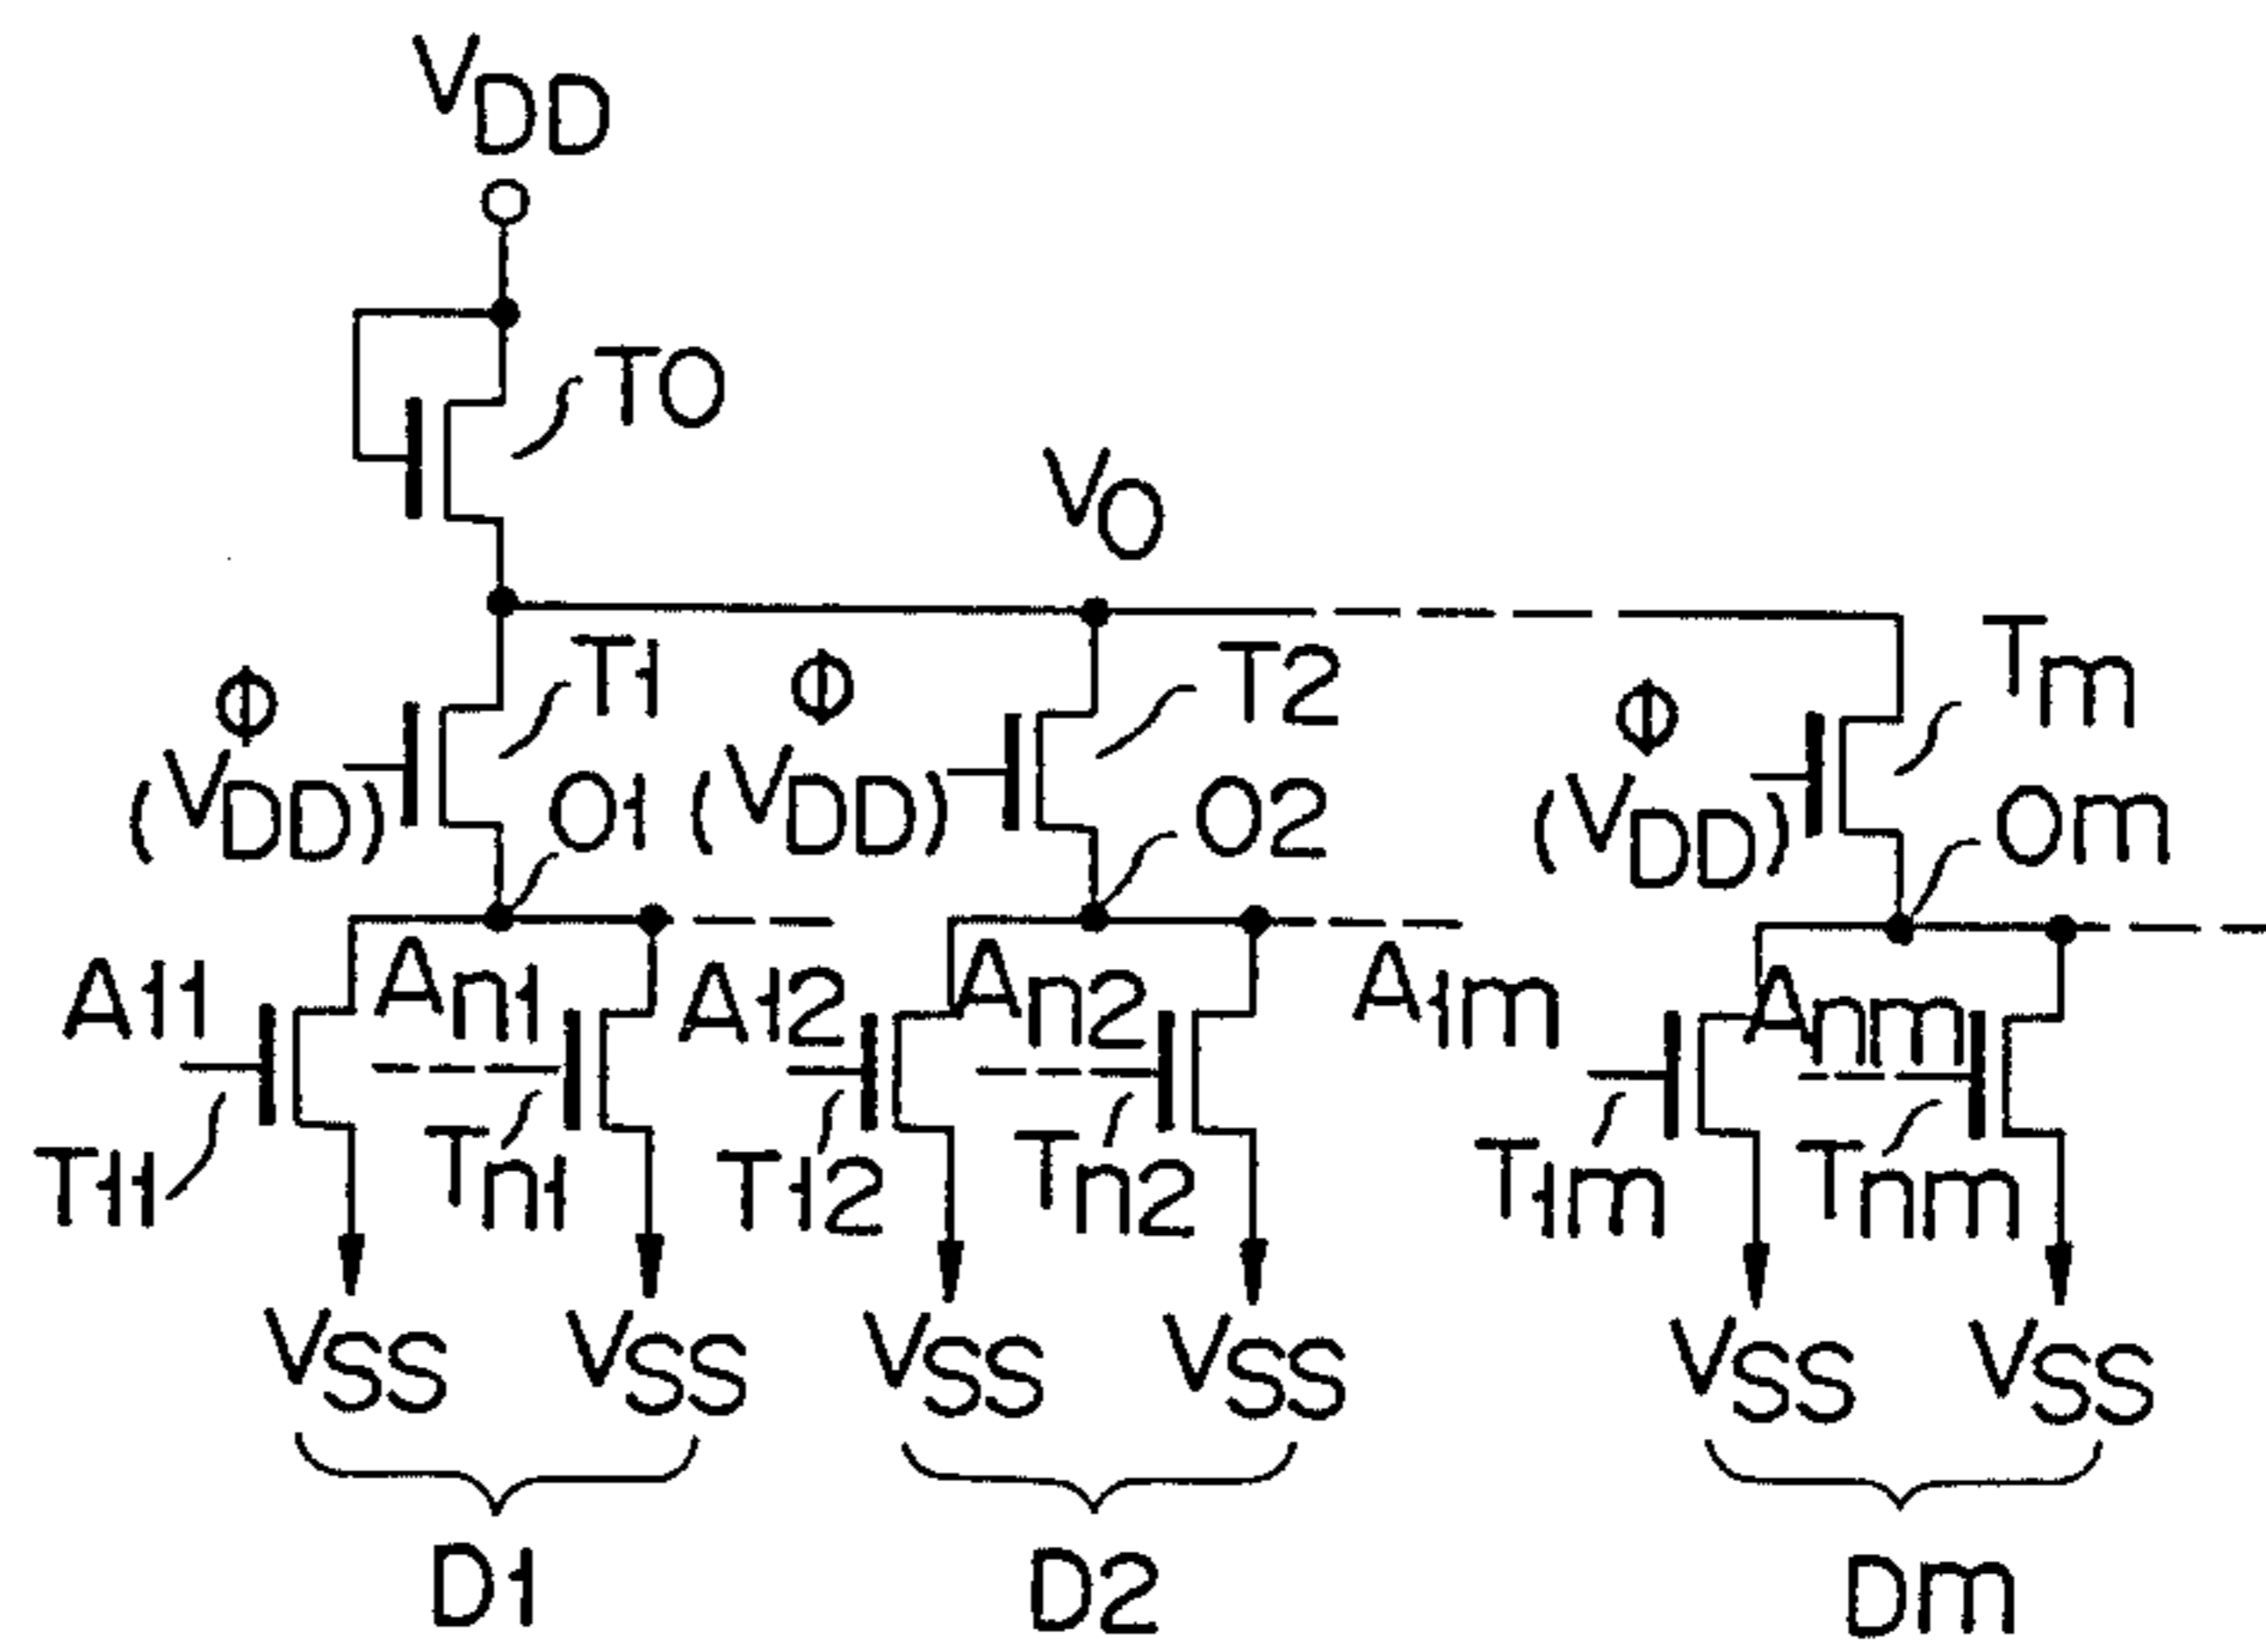 VDD
TO
VO
Φ
(VDD)
T1
Φ
(VDD)
T2
Φ
(VDD)
Tm
O1
O2
Om
A11
An1
A12
An2
A1m
Anm
T11
Tn1
T12
Tn2
T1m
Tnm
VSS
VSS
VSS
VSS
VSS
VSS
D1
D2
Dm